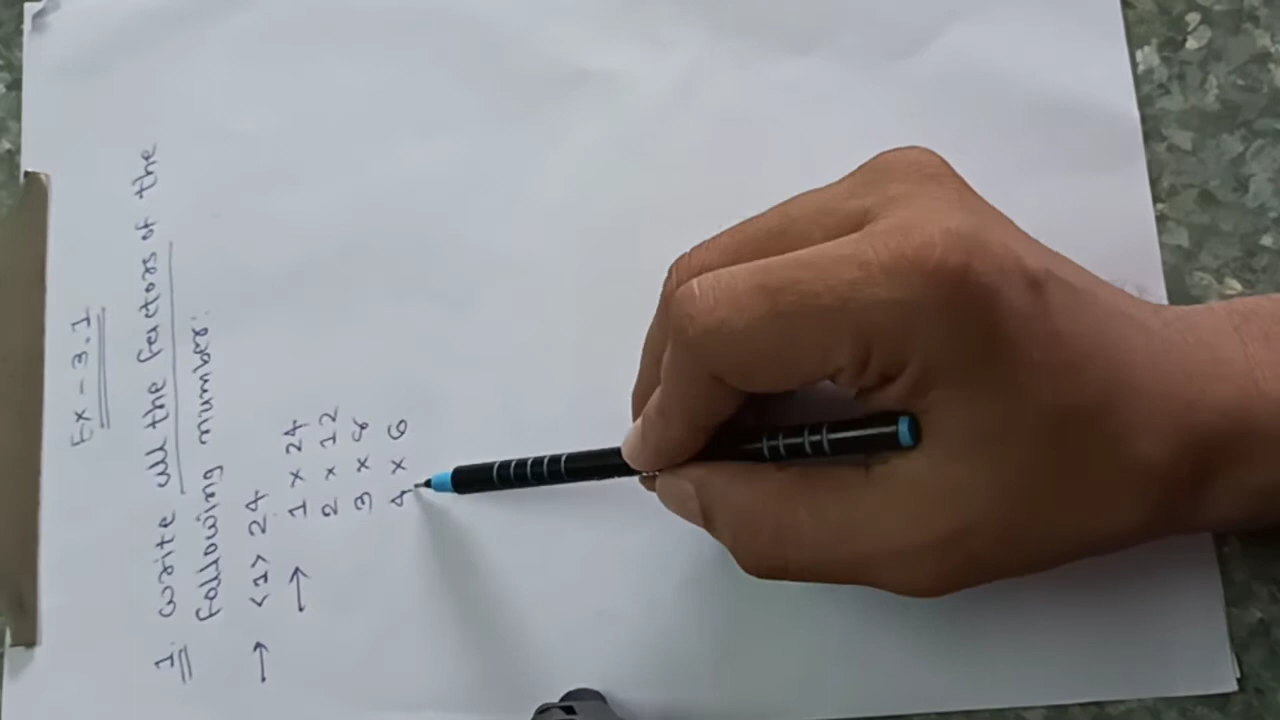 Ex - 3.1
1. write all the factors of the
following number:
→ <1> 24
→ 1 × 24
2 × 12
3 × 8
4 × 6